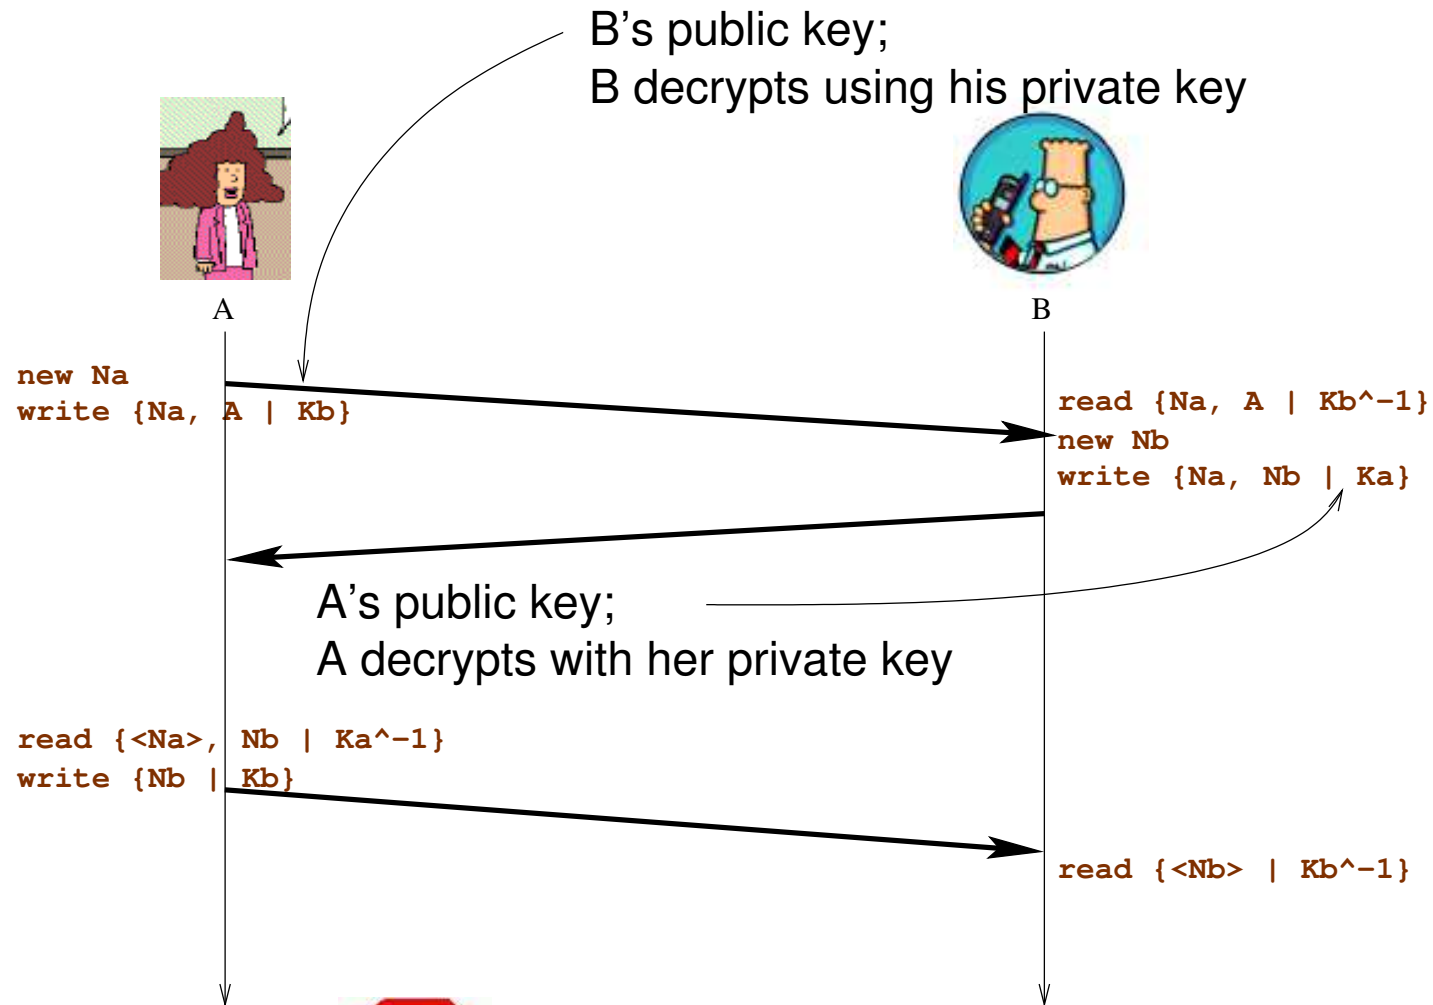 B’s public key;
B decrypts using his private key
A
B
new Na
write {Na, A | Kb}
read {Na, A | Kb^−1}
new Nb
write {Na, Nb | Ka}
A’s public key;
A decrypts with her private key
read {<Na>, Nb | Ka^−1}
write {Nb | Kb}
read {<Nb> | Kb^−1}